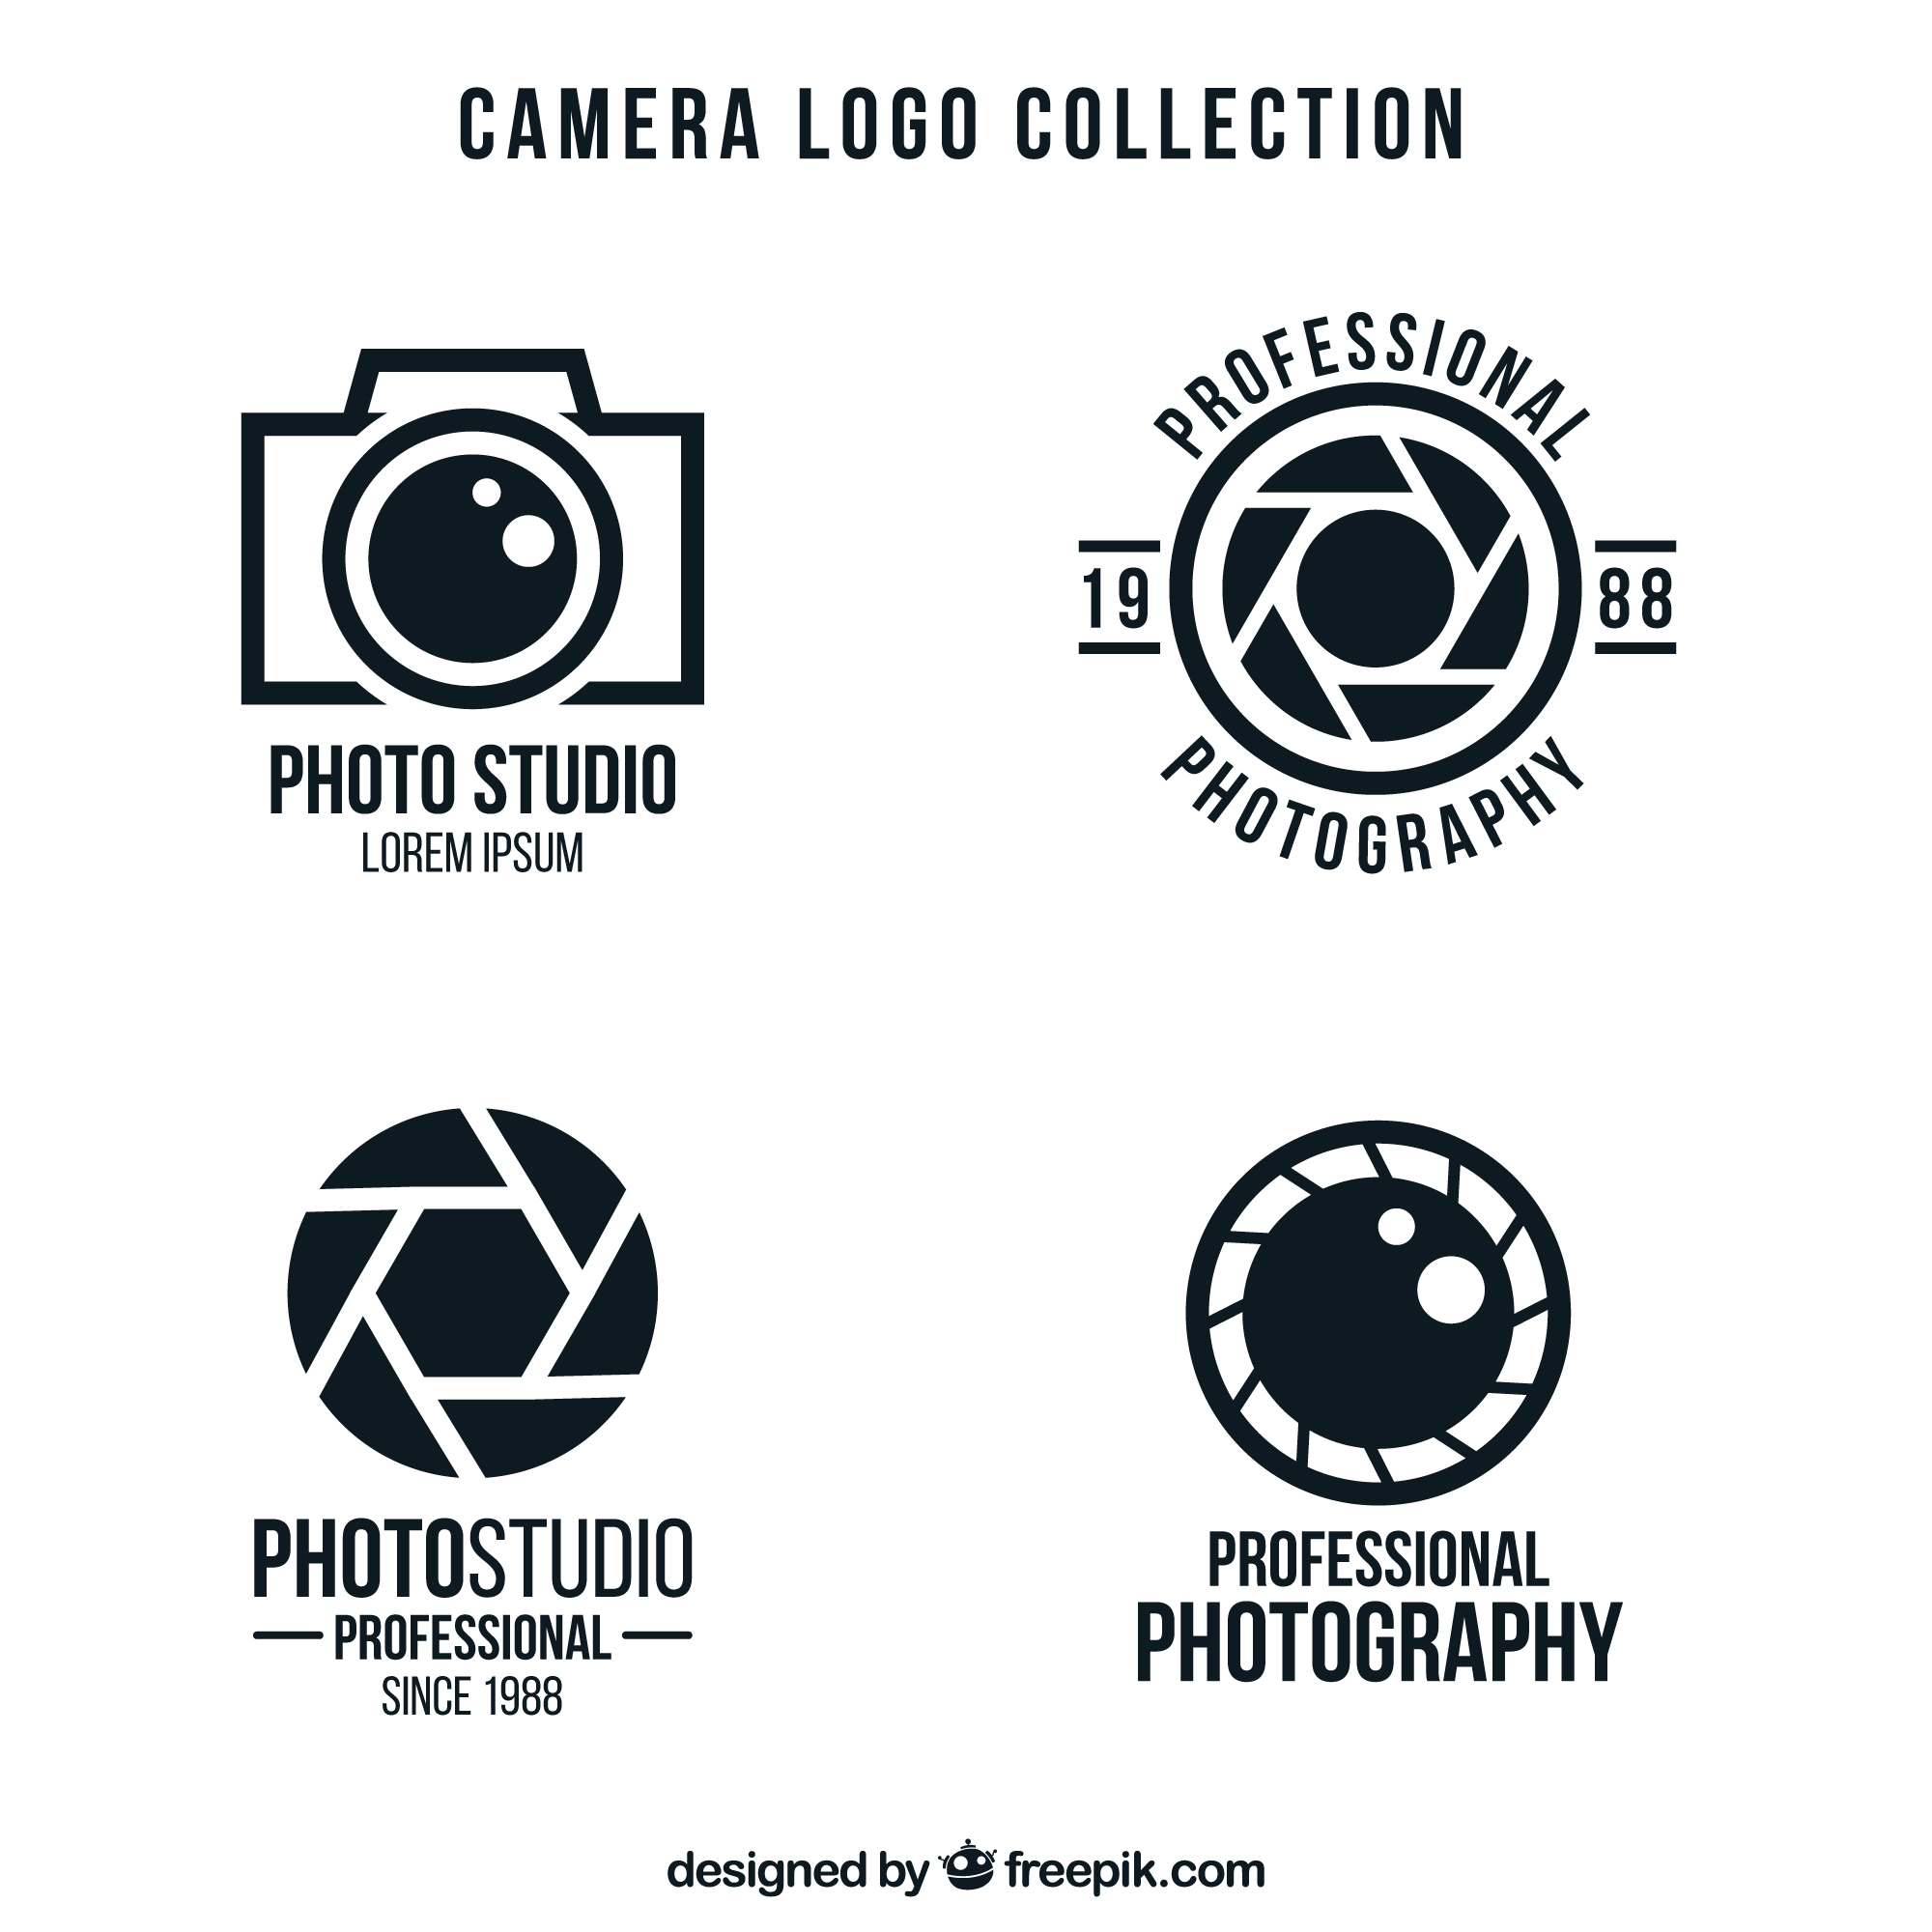 CAMERA LOGO COLLECTION
PHOTO STUDIO
LOREM IPSUM
PROFESSIONAL
19 88
PHOTOGRAPHY
PHOTOSTUDIO
PROFESSIONAL
SINCE 1988
PROFESSIONAL
PHOTOGRAPHY
designed by freepik.com